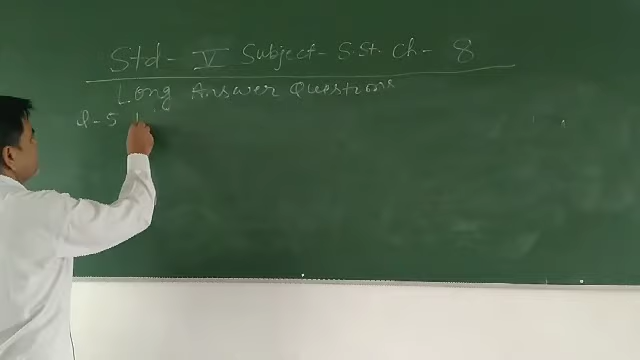 Std - V Subject - S.St. Ch - 8
Long Answer Questions
Q - 5